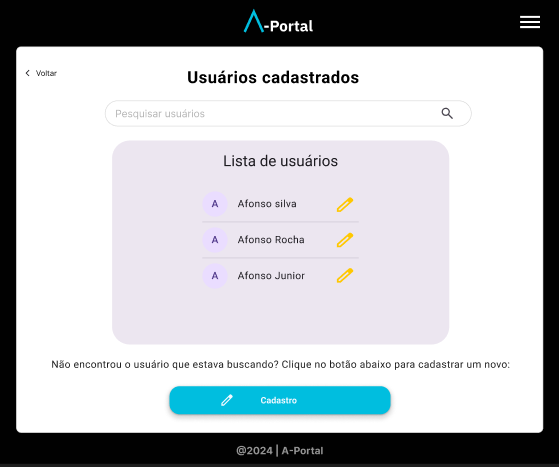 A-Portal
Voltar
Usuários cadastrados
Pesquisar usuários
Lista de usuários
A Afonso silva
A Afonso Rocha
A Afonso Junior
Não encontrou o usuário que estava buscando? Clique no botão abaixo para cadastrar um novo:
Cadastro
@2024 | A-Portal